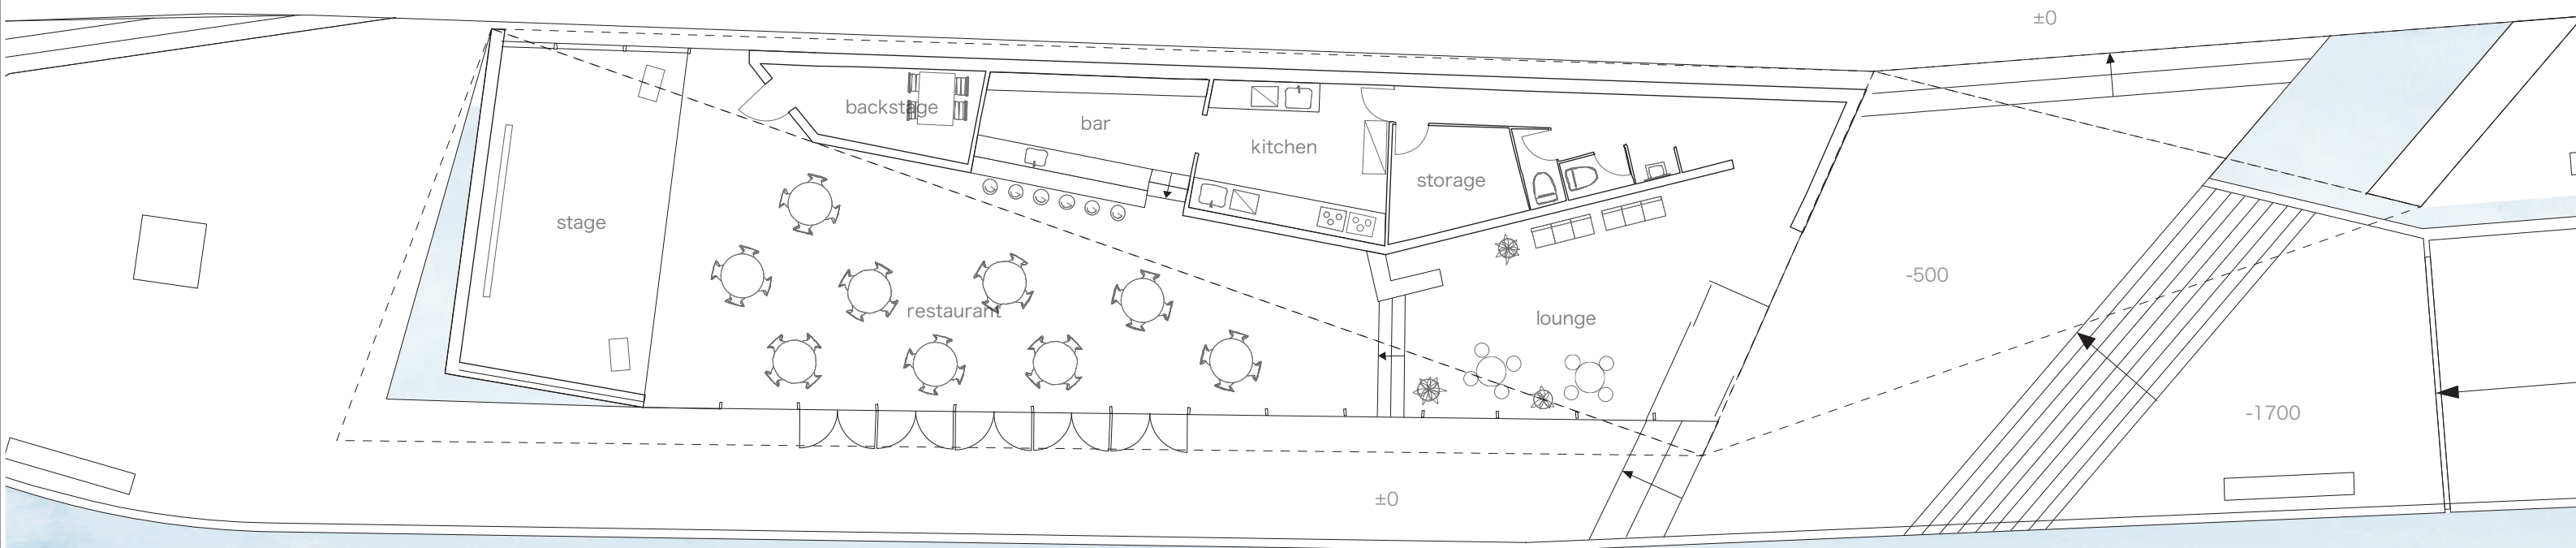 ±0
backstage
bar
kitchen
storage
stage
-500
restaurant
lounge
-1700
±0